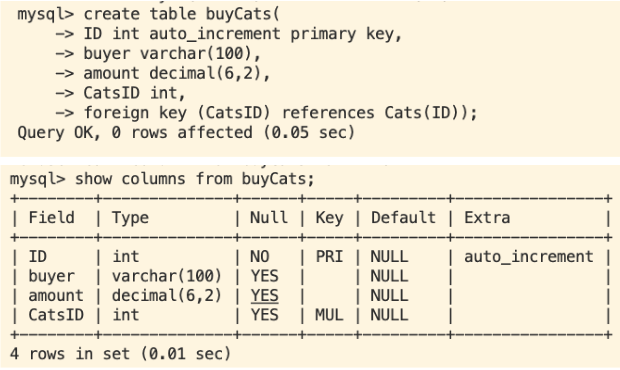 mysql> create table buyCats(
    -> ID int auto_increment primary key,
    -> buyer varchar(100),
    -> amount decimal(6,2),
    -> CatsID int,
    -> foreign key (CatsID) references Cats(ID));
Query OK, 0 rows affected (0.05 sec)
mysql> show columns from buyCats;
+--------+--------------+------+-----+---------+----------------+
| Field  | Type         | Null | Key | Default | Extra          |
+--------+--------------+------+-----+---------+----------------+
| ID     | int          | NO   | PRI | NULL    | auto_increment |
| buyer  | varchar(100) | YES  |     | NULL    |                |
| amount | decimal(6,2) | YES  |     | NULL    |                |
| CatsID | int          | YES  | MUL | NULL    |                |
+--------+--------------+------+-----+---------+----------------+
4 rows in set (0.01 sec)